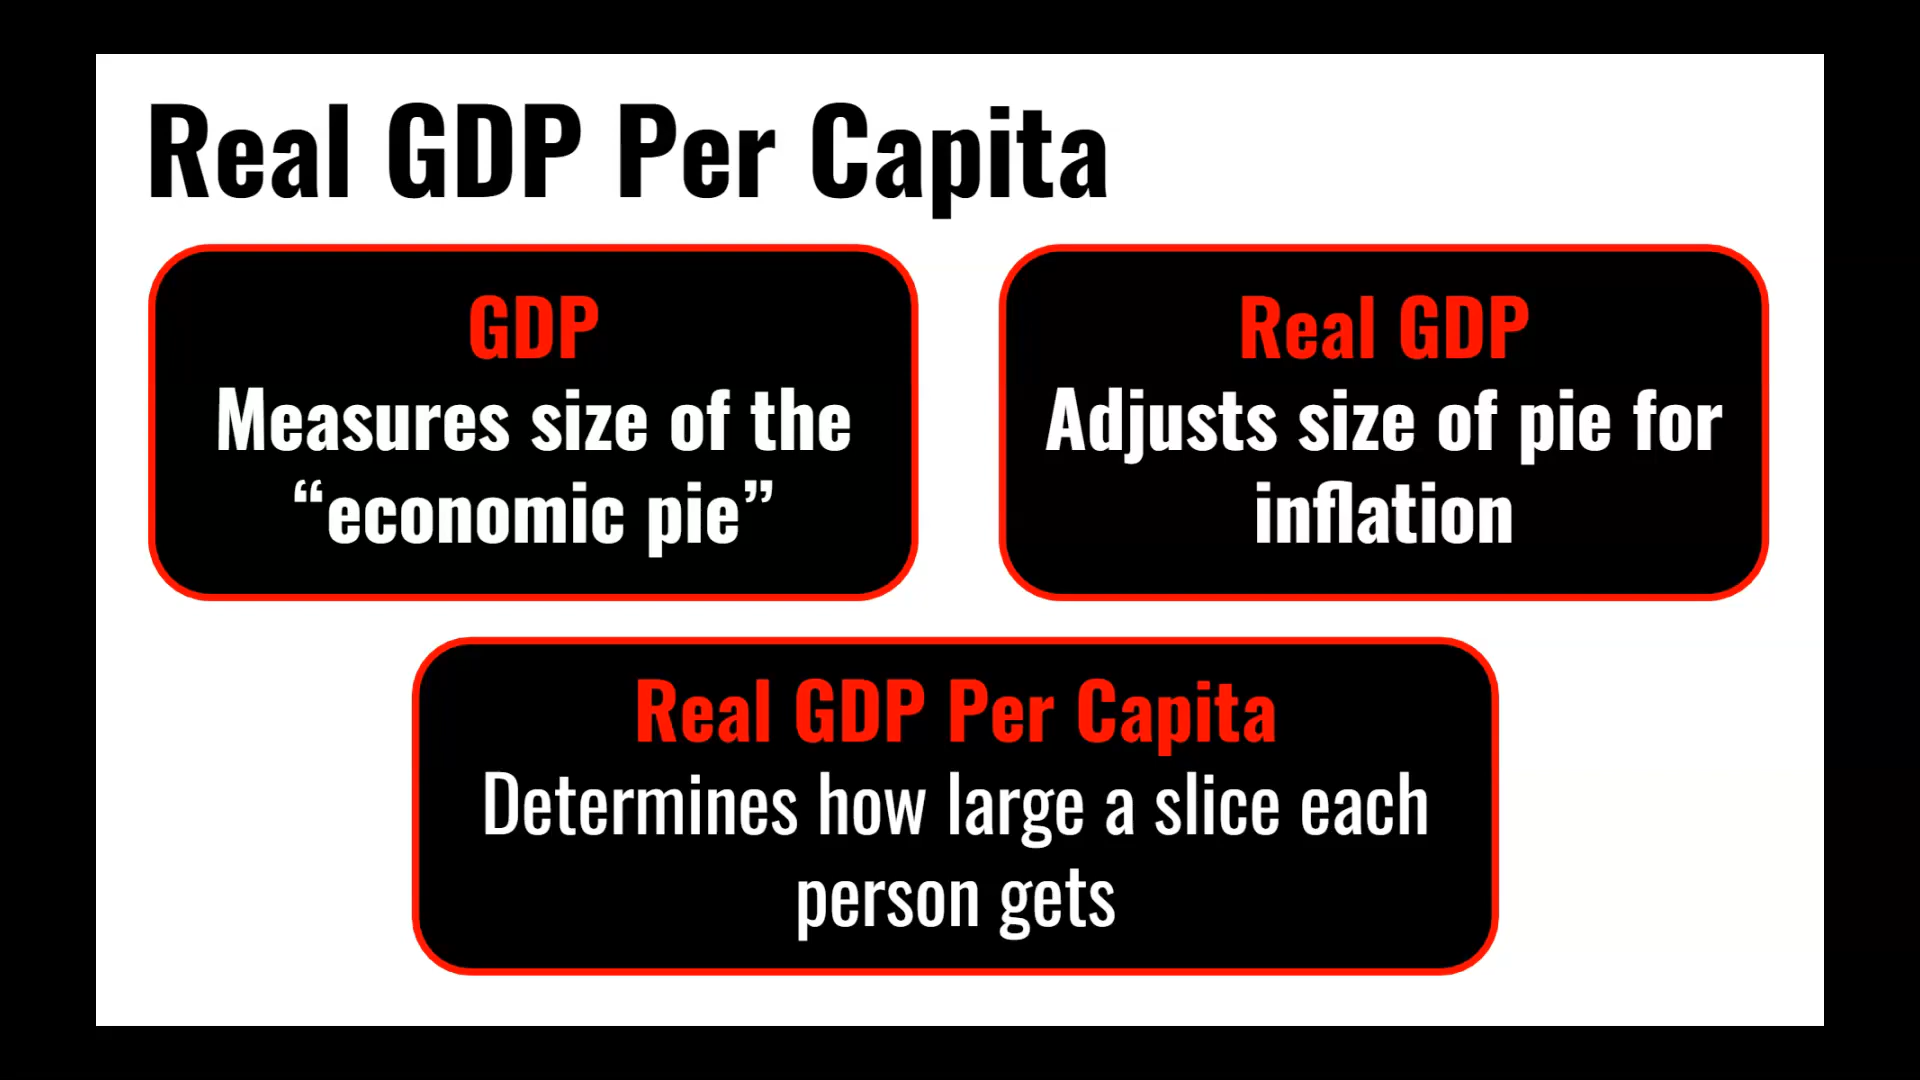 Real GDP Per Capita
GDP
Measures size of the
“economic pie”
Real GDP
Adjusts size of pie for
inflation
Real GDP Per Capita
Determines how large a slice each
person gets